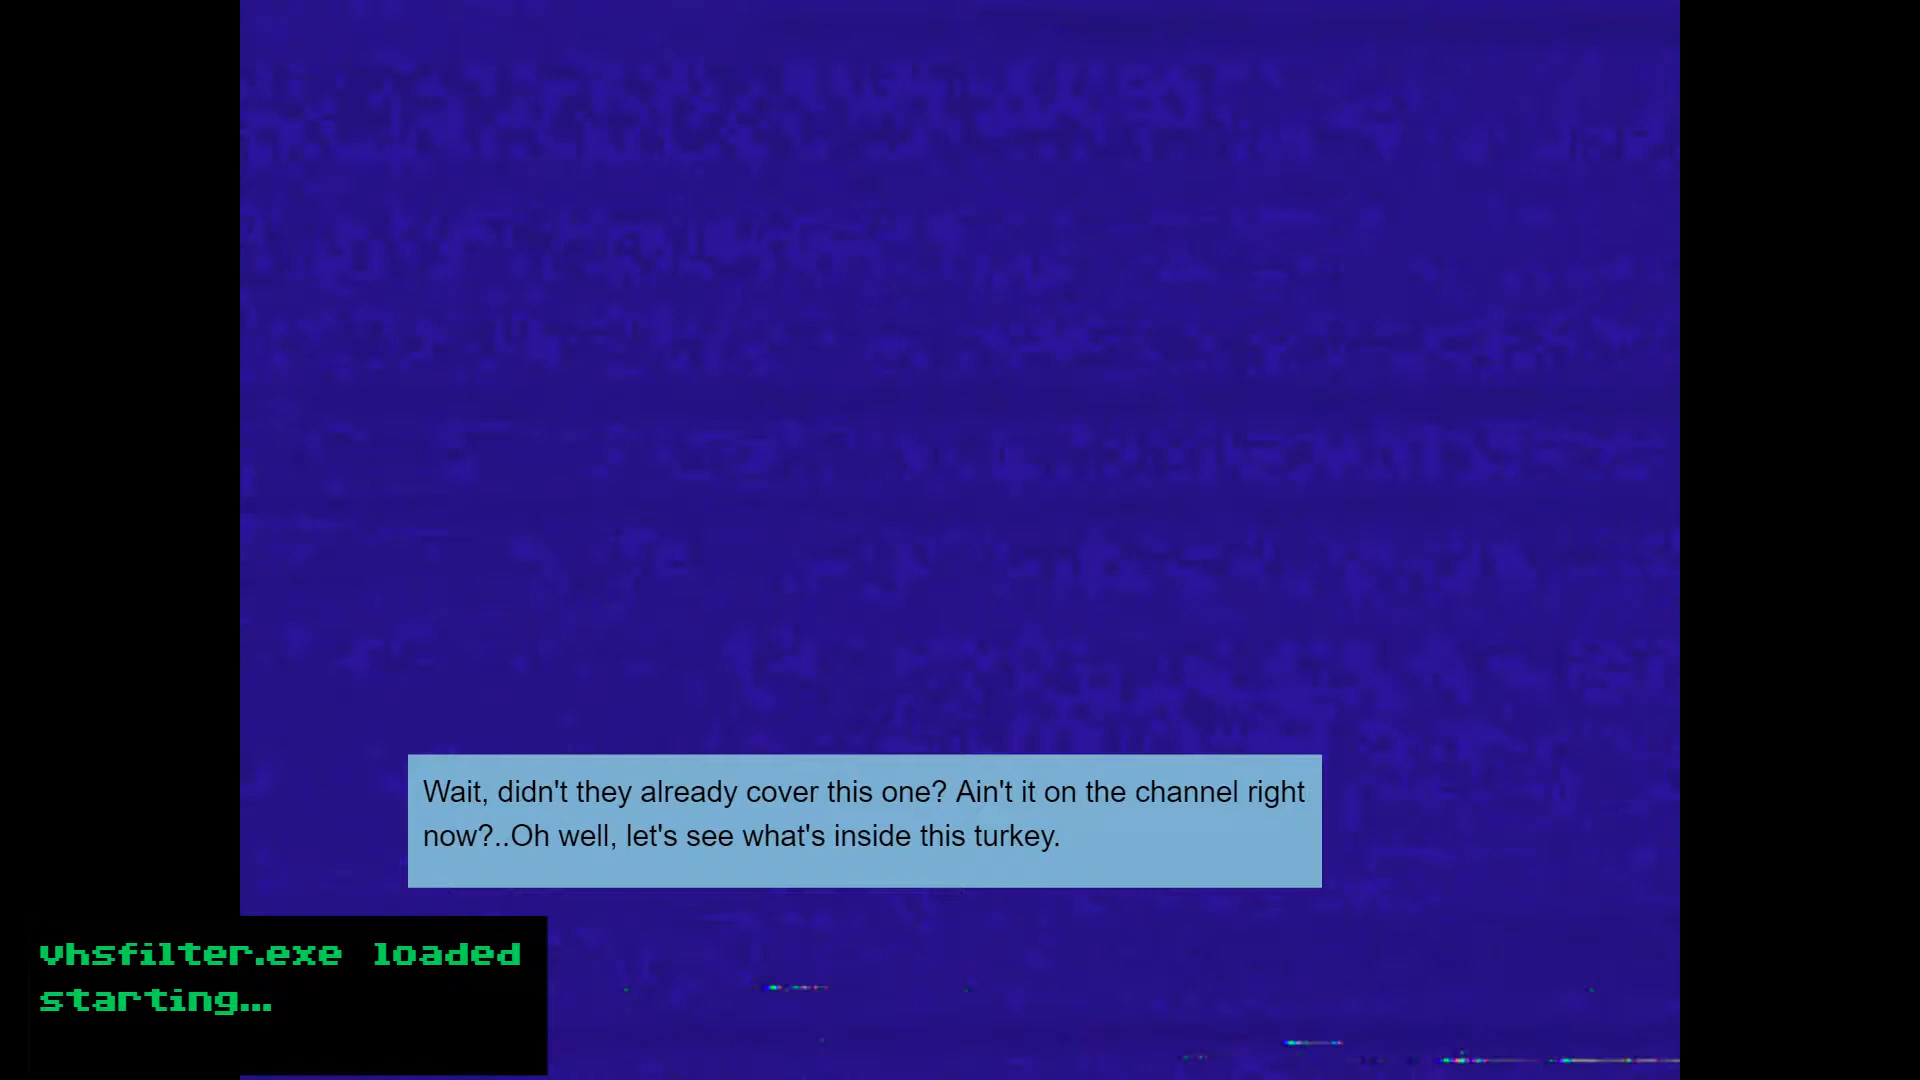 Wait, didn't they already cover this one? Ain't it on the channel right
now?..Oh well, let's see what's inside this turkey.
vhsfilter.exe loaded
starting...